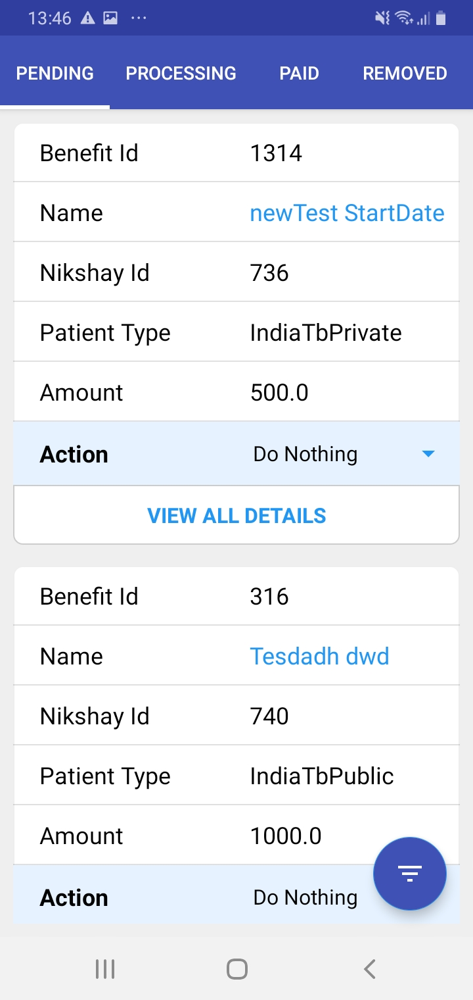 13:46
PENDING PROCESSING PAID REMOVED
Benefit Id 1314
Name newTest StartDate
Nikshay Id 736
Patient Type IndiaTbPrivate
Amount 500.0
Action Do Nothing
VIEW ALL DETAILS
Benefit Id 316
Name Tesdadh dwd
Nikshay Id 740
Patient Type IndiaTbPublic
Amount 1000.0
Action Do Nothing